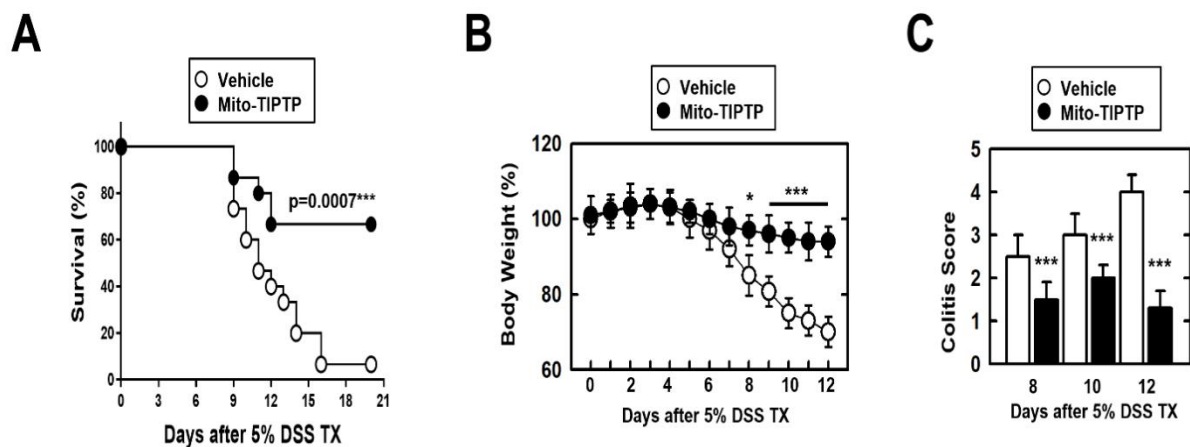 A
Vehicle
Mito-TIPTP
Survival (%)
100
80
60
40
20
0
p=0.0007***
0 3 6 9 12 15 18 21
Days after 5% DSS TX
B
Vehicle
Mito-TIPTP
Body Weight (%)
120
100
80
60
* ***
0 2 4 6 8 10 12
Days after 5% DSS TX
C
Vehicle
Mito-TIPTP
Colitis Score
5
4
3
2
1
0
*** *** ***
8 10 12
Days after 5% DSS TX